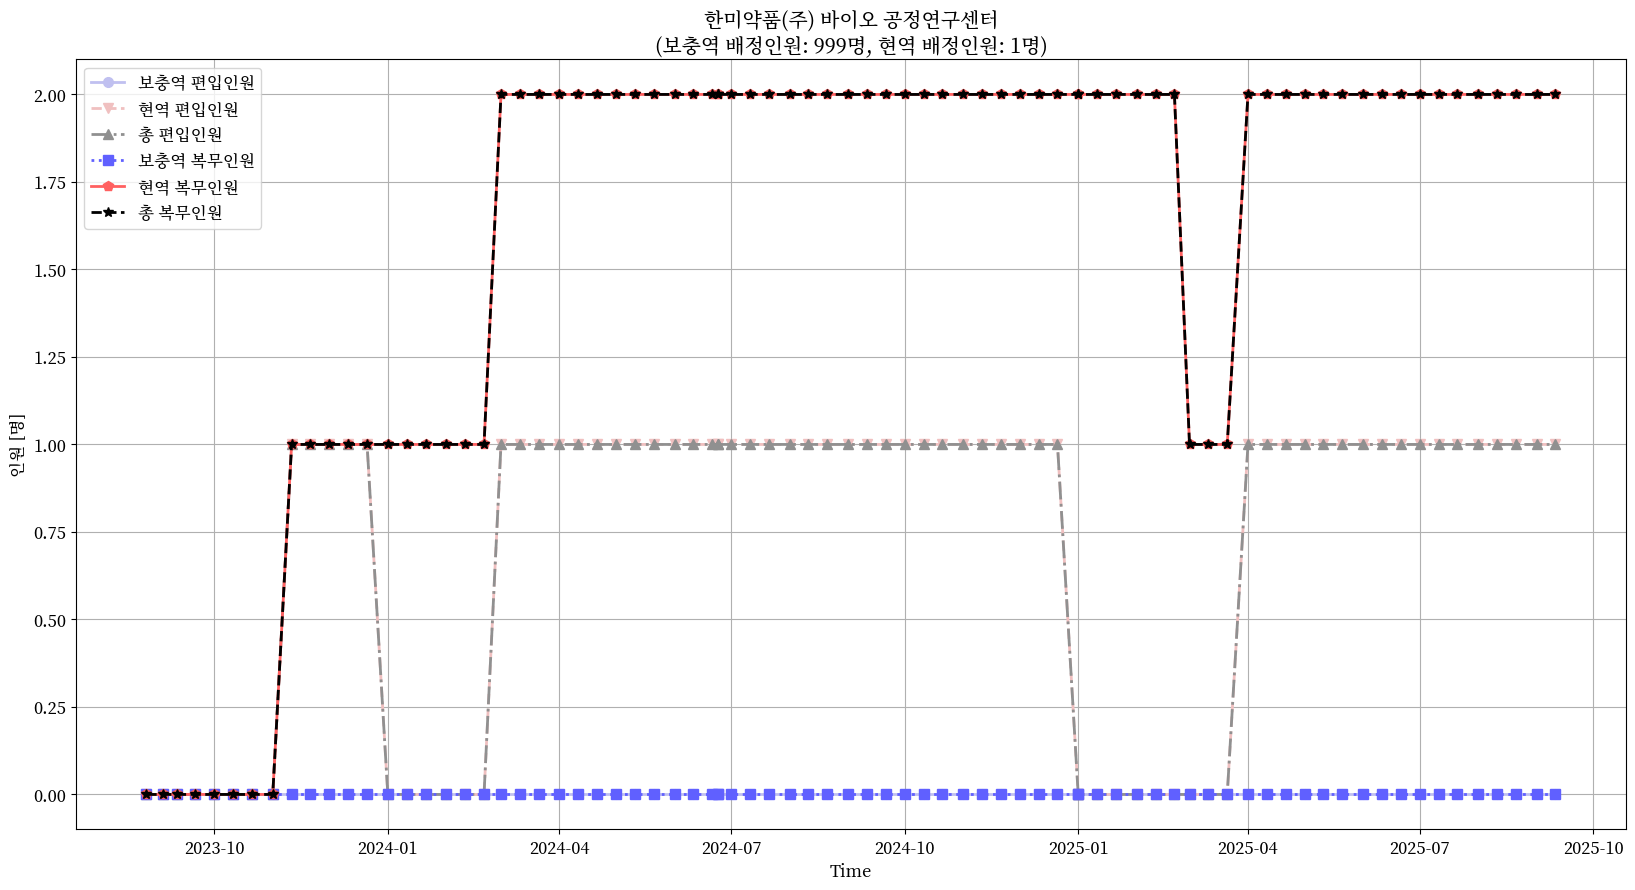 한미약품(주) 바이오 공정연구센터
(보충역 배정인원: 999명, 현역 배정인원: 1명)
보충역 편입인원
현역 편입인원
총 편입인원
보충역 복무인원
현역 복무인원
총 복무인원
2.00
1.75
1.50
1.25
1.00
0.75
0.50
0.25
0.00
인원 [명]
2023-10
2024-01
2024-04
2024-07
2024-10
2025-01
2025-04
2025-07
2025-10
Time